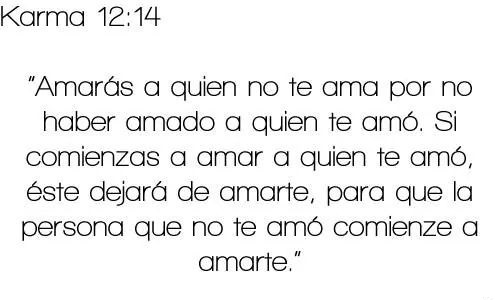 Karma 12:14
"Amarás a quien no te ama por no
haber amado a quien te amó. Si
comienzas a amar a quien te amó,
éste dejará de amarte, para que la
persona que no te amó comienze a
amarte."